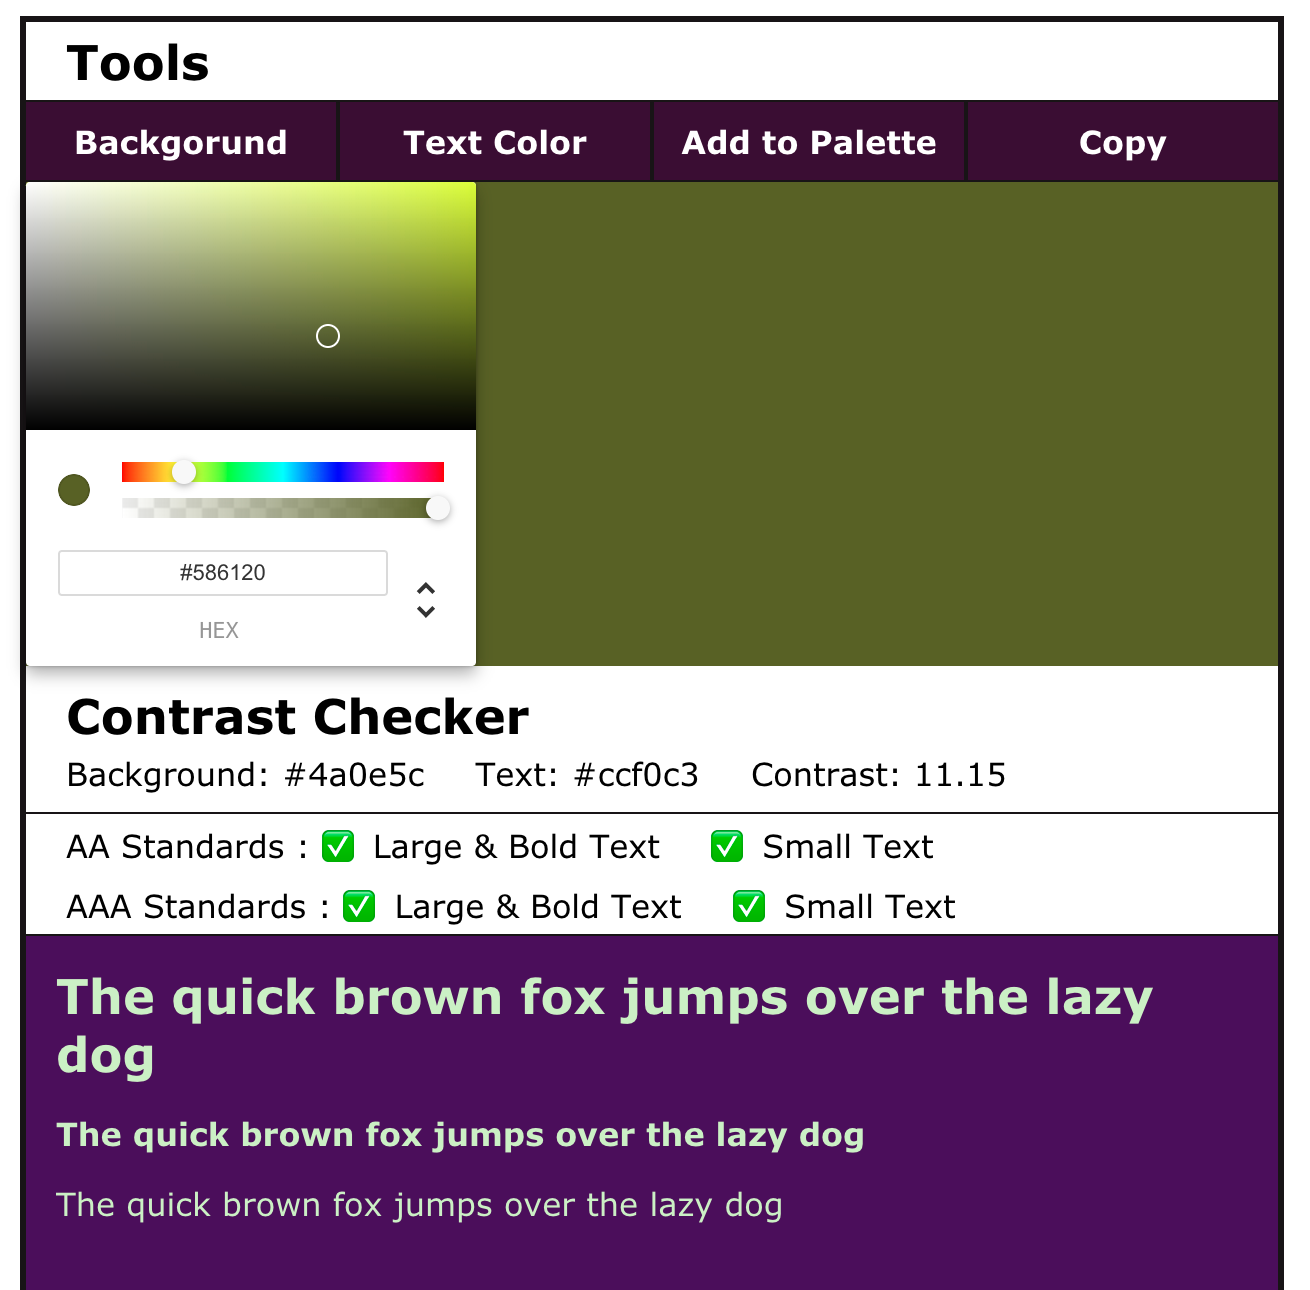 Tools
Backgorund Text Color Add to Palette Copy
#586120
HEX
Contrast Checker
Background: #4a0e5c Text: #ccf0c3 Contrast: 11.15
AA Standards : ✅ Large & Bold Text ✅ Small Text
AAA Standards : ✅ Large & Bold Text ✅ Small Text
The quick brown fox jumps over the lazy
dog
The quick brown fox jumps over the lazy dog
The quick brown fox jumps over the lazy dog